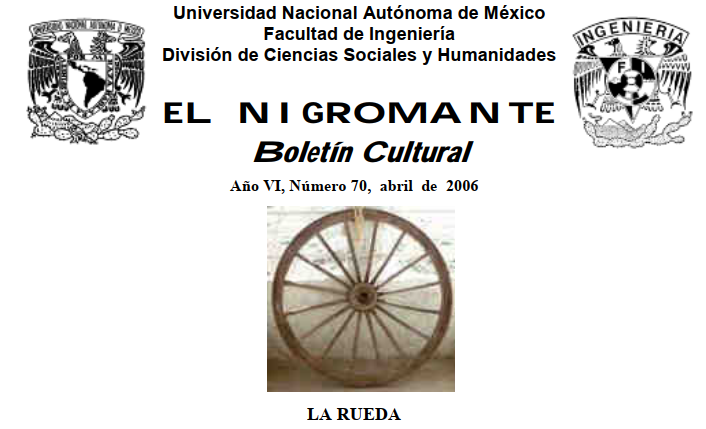 Universidad Nacional Autónoma de México
Facultad de Ingeniería
División de Ciencias Sociales y Humanidades
INGENIERIA
F I
EL NIGROMANTE
Boletín Cultural
Año VI, Número 70, abril de 2006
LA RUEDA